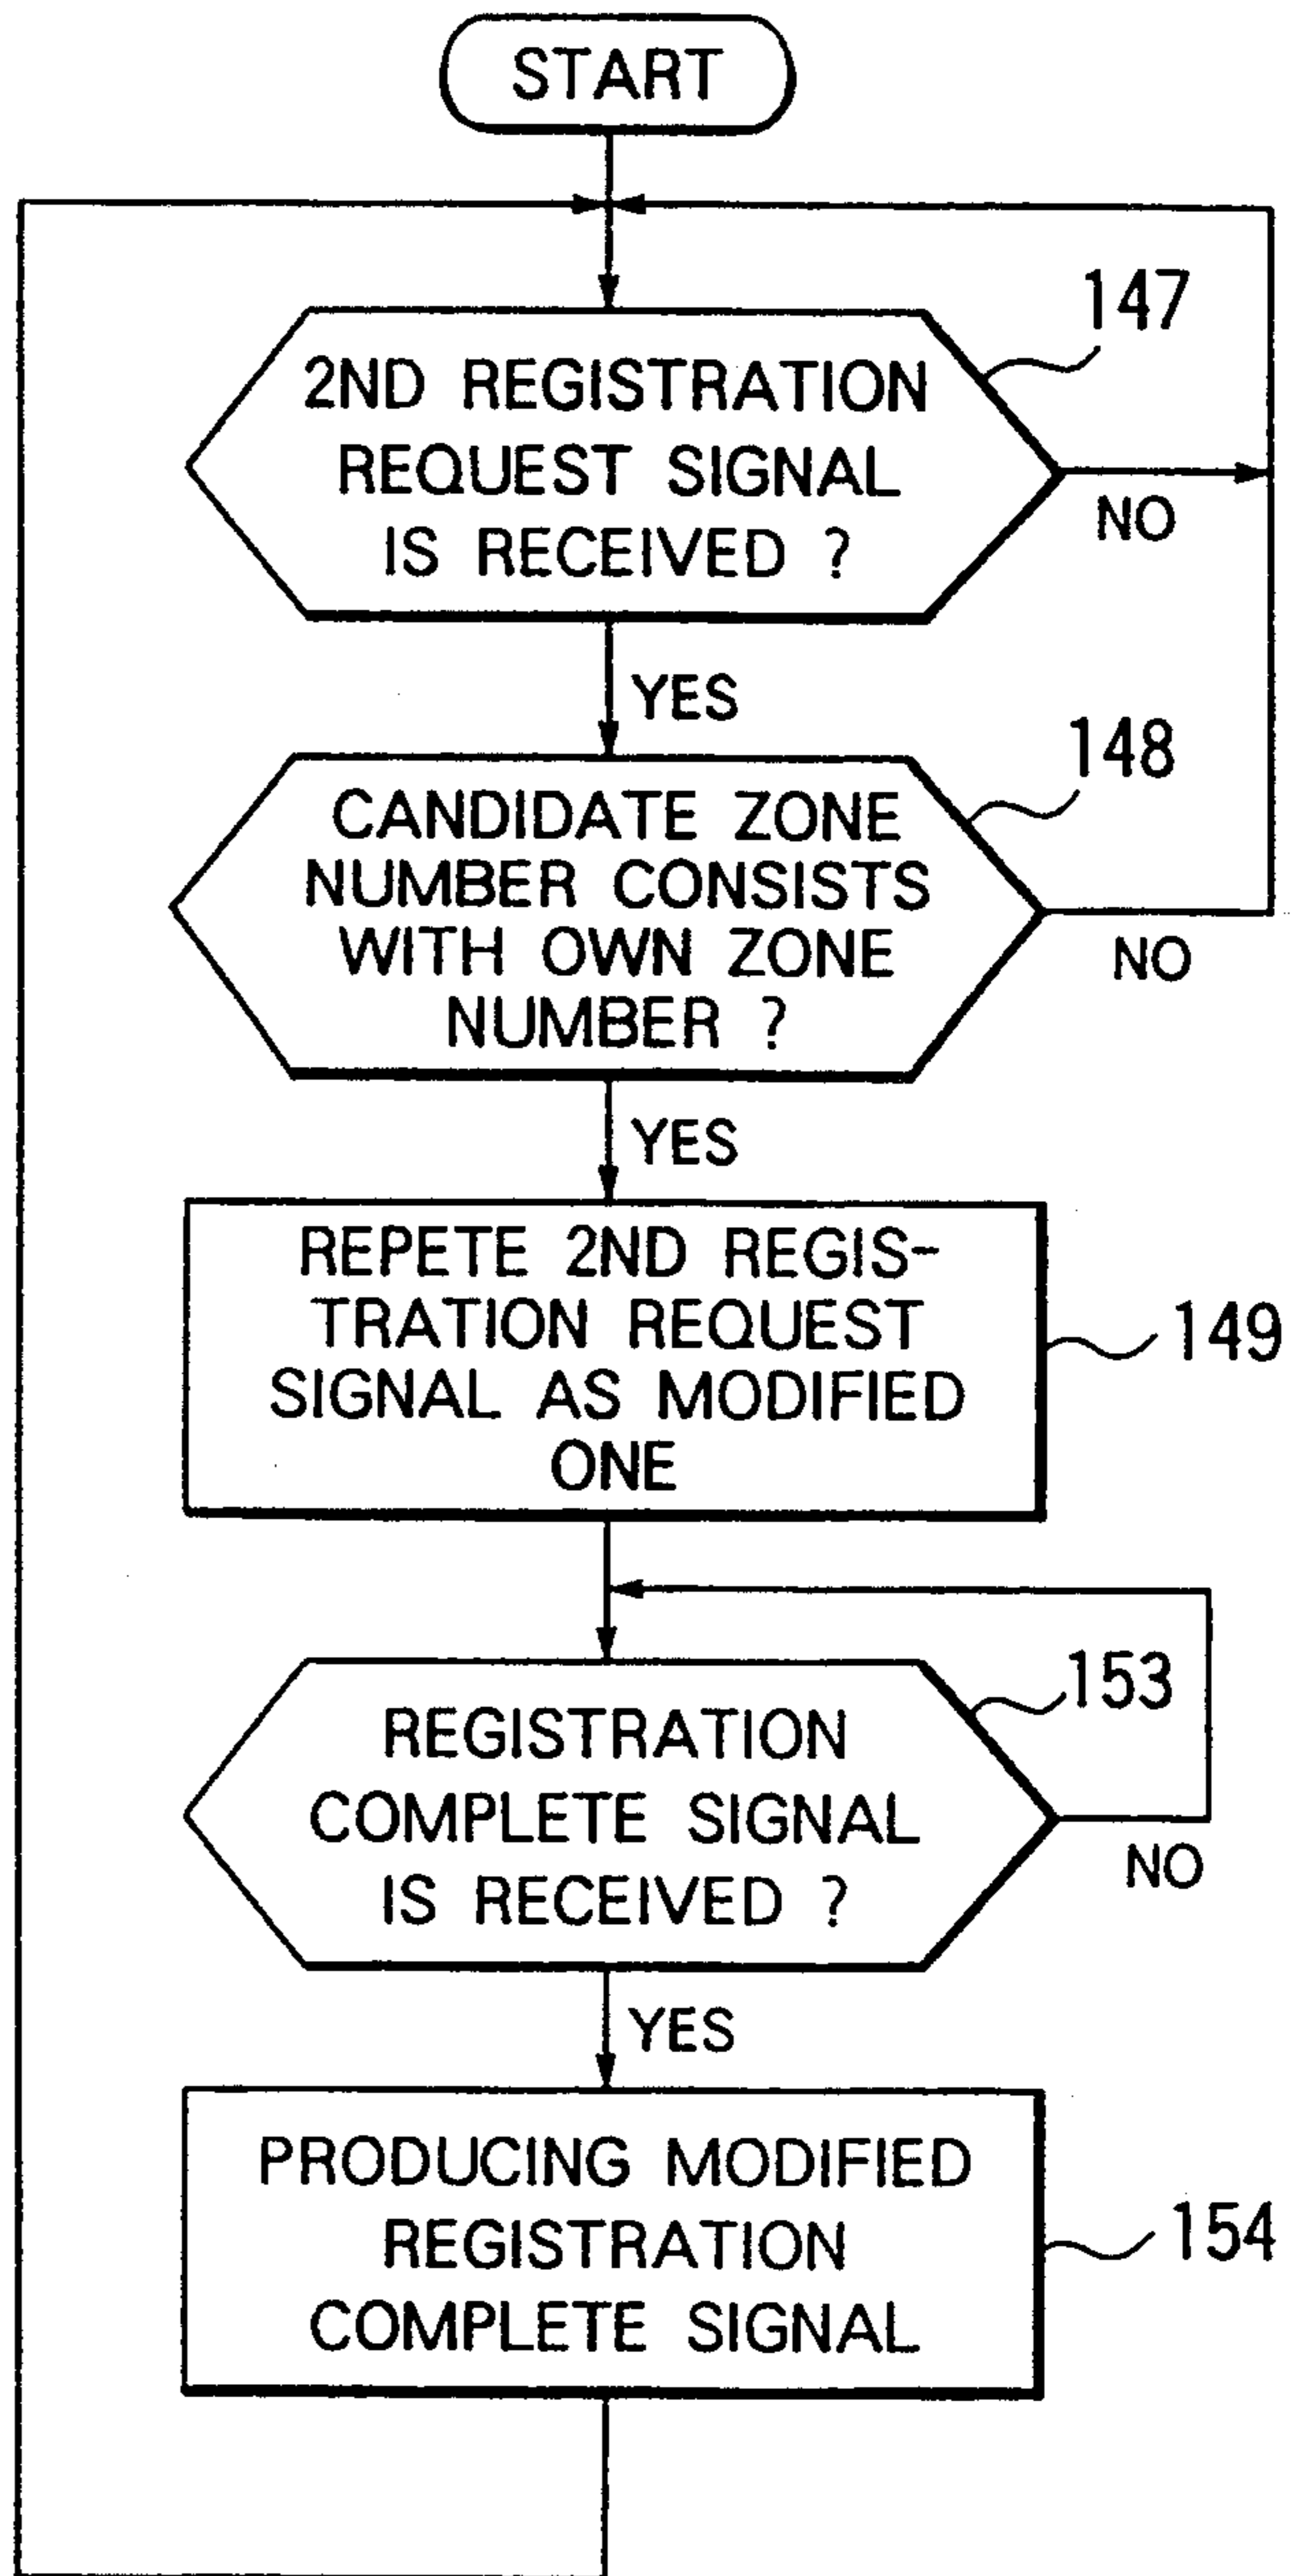 START
147
2ND REGISTRATION
REQUEST SIGNAL
IS RECEIVED ?
NO
YES
148
CANDIDATE ZONE
NUMBER CONSISTS
WITH OWN ZONE
NUMBER ?
NO
YES
REPETE 2ND REGIS-
TRATION REQUEST
SIGNAL AS MODIFIED
ONE
149
153
REGISTRATION
COMPLETE SIGNAL
IS RECEIVED ?
NO
YES
PRODUCING MODIFIED
REGISTRATION
COMPLETE SIGNAL
154